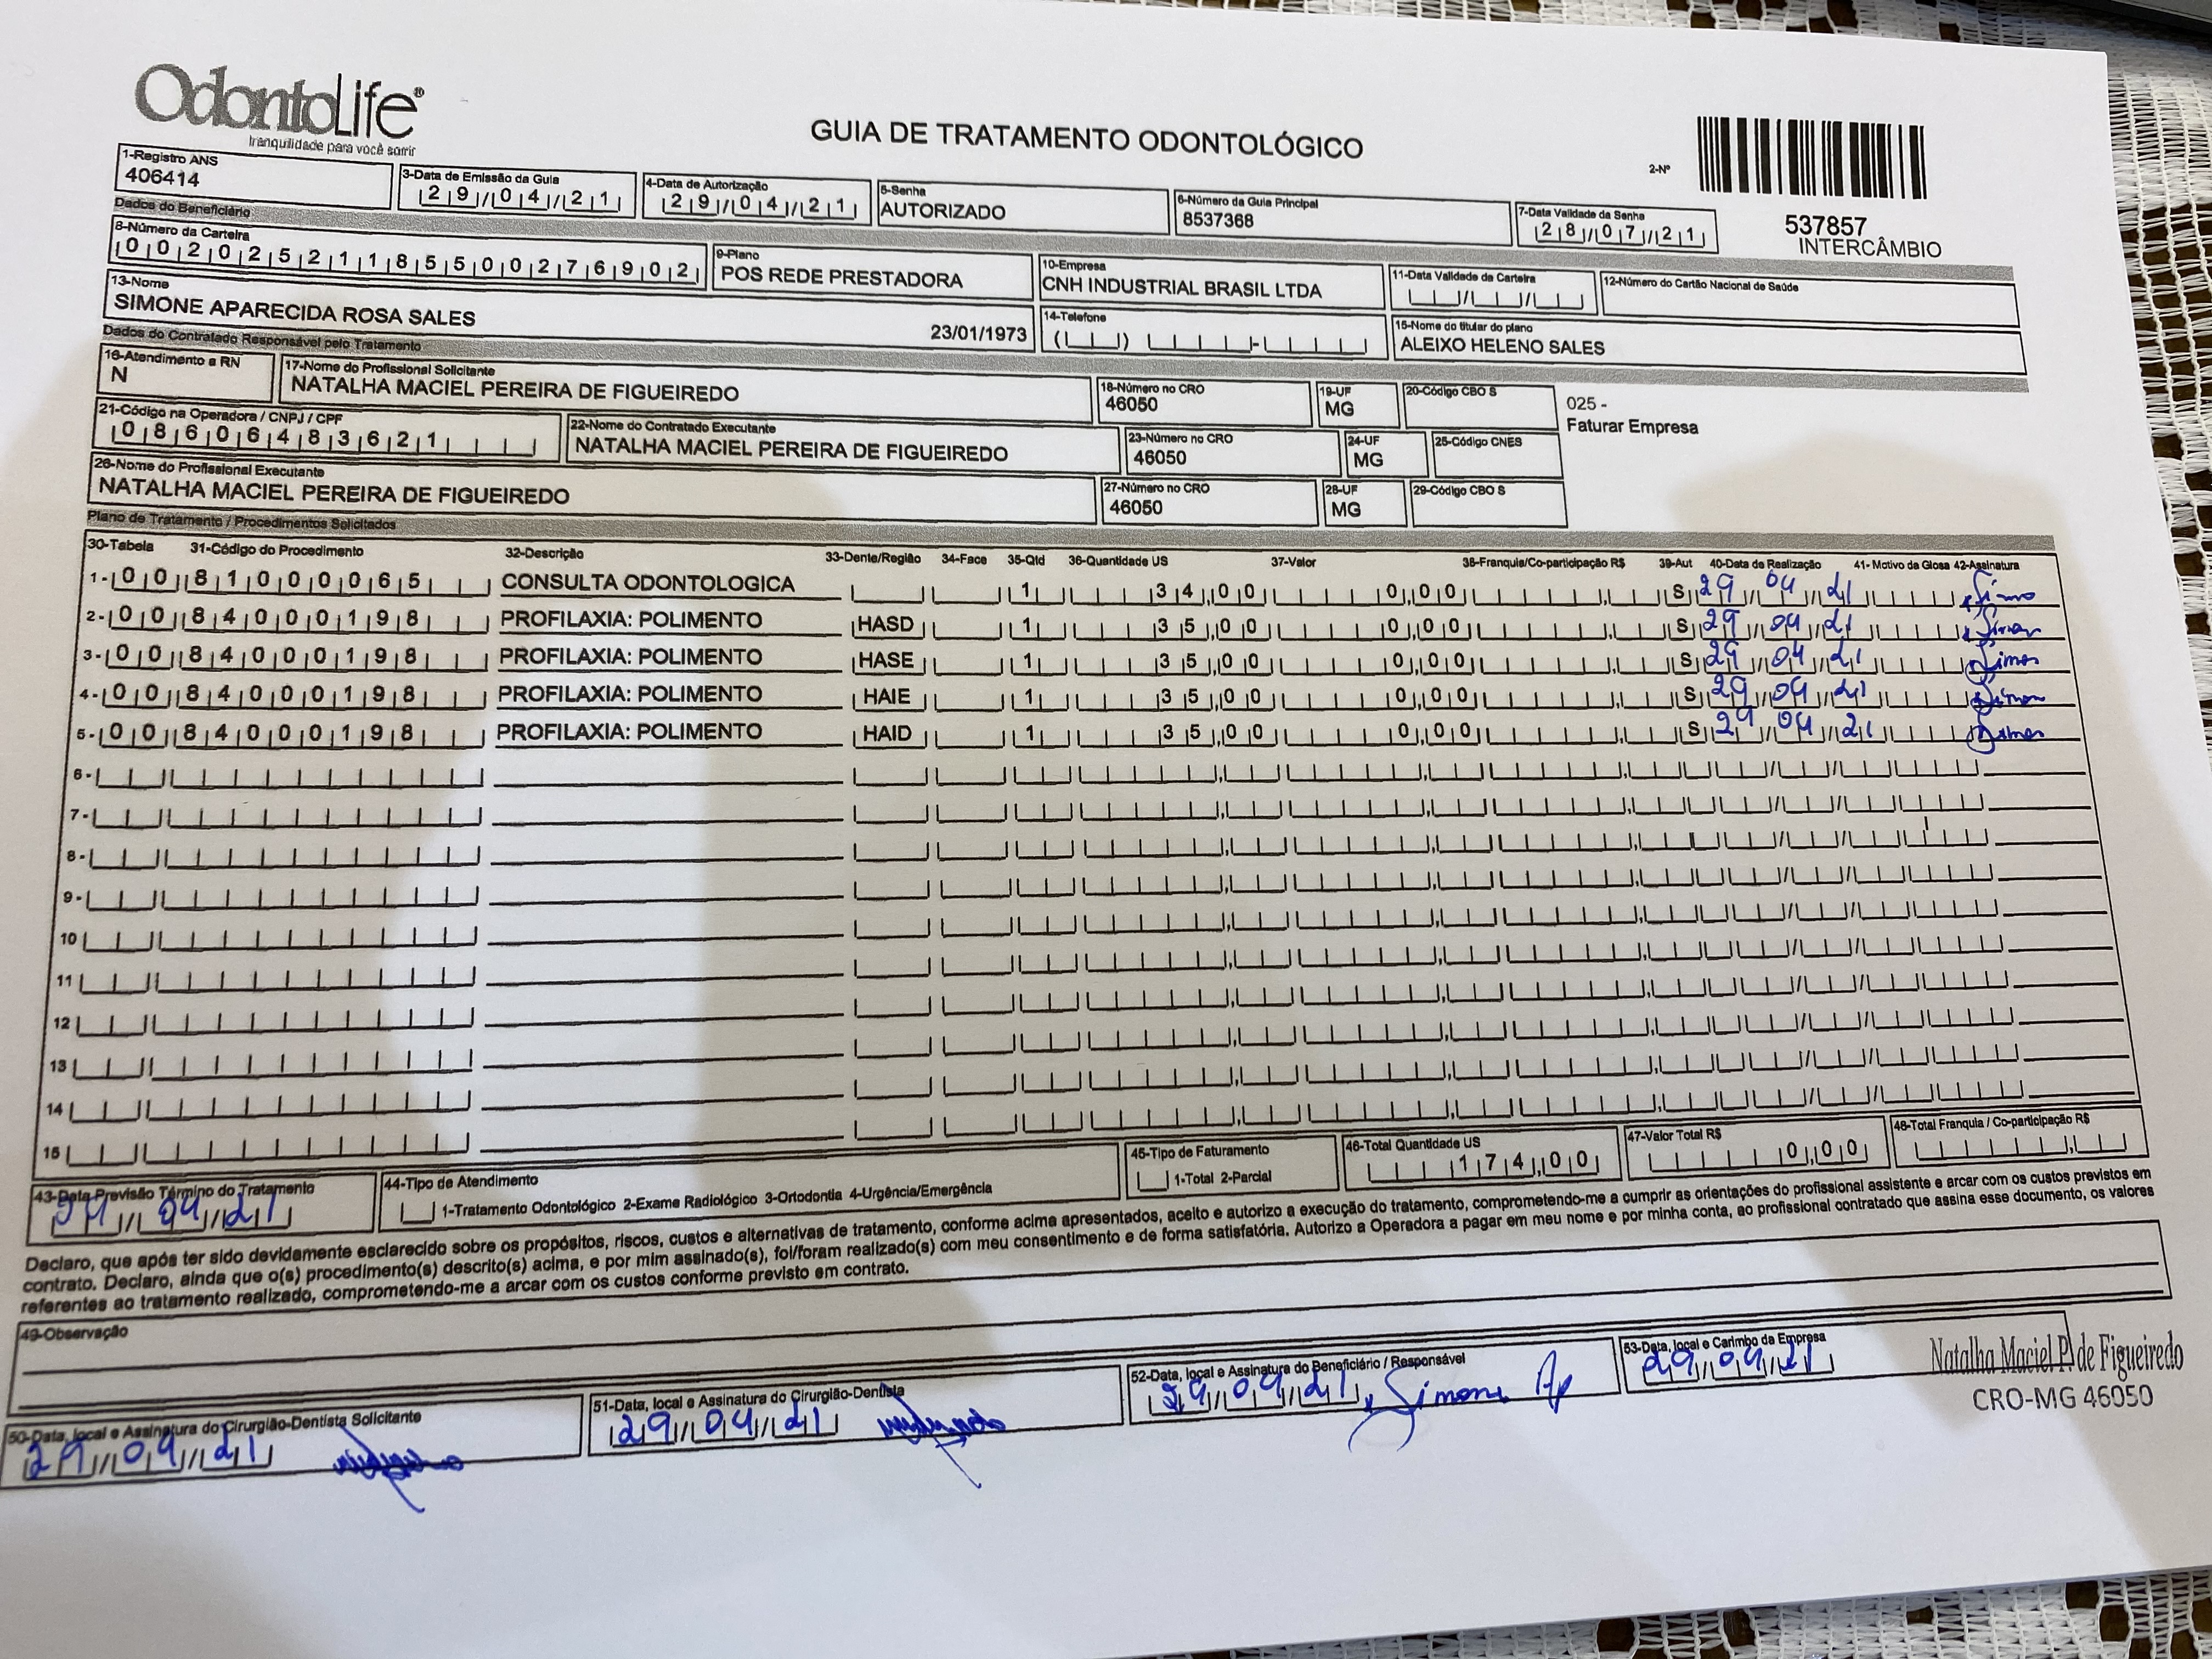 OdontoLife®
tranquilidade para você sorrir
GUIA DE TRATAMENTO ODONTOLÓGICO
2-Nº
537857
INTERCÂMBIO
1-Registro ANS
406414
3-Data de Emissão da Guia
29/04/21
4-Data de Autorização
29/04/21
5-Senha
AUTORIZADO
6-Número da Guia Principal
8537368
7-Data Validade da Senha
28/07/21
Dados do Beneficiário
8-Número da Carteira
00202521185500276902
9-Plano
POS REDE PRESTADORA
10-Empresa
CNH INDUSTRIAL BRASIL LTDA
11-Data Validade da Carteira
12-Número do Cartão Nacional de Saúde
13-Nome
SIMONE APARECIDA ROSA SALES 23/01/1973
14-Telefone
15-Nome do titular do plano
ALEIXO HELENO SALES
Dados do Contratado Responsável pelo Tratamento
16-Atendimento a RN
N
17-Nome do Profissional Solicitante
NATALHA MACIEL PEREIRA DE FIGUEIREDO
18-Número no CRO
46050
19-UF
MG
20-Código CBO S
025 -
Faturar Empresa
21-Código na Operadora / CNPJ / CPF
08606483621
22-Nome do Contratado Executante
NATALHA MACIEL PEREIRA DE FIGUEIREDO
23-Número no CRO
46050
24-UF
MG
25-Código CNES
26-Nome do Profissional Executante
NATALHA MACIEL PEREIRA DE FIGUEIREDO
27-Número no CRO
46050
28-UF
MG
29-Código CBO S
Plano de Tratamento / Procedimentos Solicitados
30-Tabela 31-Código do Procedimento 32-Descrição 33-Dente/Região 34-Face 35-Qtd 36-Quantidade US 37-Valor 38-Franquia/Co-participação R$ 39-Aut 40-Data de Realização 41- Motivo da Glosa 42-Assinatura
1- 00 81000065 CONSULTA ODONTOLOGICA 1 34,00 0,00 S 29/04/21
2- 00 84000198 PROFILAXIA: POLIMENTO HASD 1 35,00 0,00 S 29/04/21
3- 00 84000198 PROFILAXIA: POLIMENTO HASE 1 35,00 0,00 S 29/04/21
4- 00 84000198 PROFILAXIA: POLIMENTO HAIE 1 35,00 0,00 S 29/04/21
5- 00 84000198 PROFILAXIA: POLIMENTO HAID 1 35,00 0,00 S 29/04/21
6-
7-
8-
9-
10
11
12
13
14
15
43-Data Previsão Término do Tratamento
29/04/21
44-Tipo de Atendimento
1-Tratamento Odontológico 2-Exame Radiológico 3-Ortodontia 4-Urgência/Emergência
45-Tipo de Faturamento
1-Total 2-Parcial
46-Total Quantidade US
174,00
47-Valor Total R$
0,00
48-Total Franquia / Co-participação R$
Declaro, que após ter sido devidamente esclarecido sobre os propósitos, riscos, custos e alternativas de tratamento, conforme acima apresentados, aceito e autorizo a execução do tratamento, comprometendo-me a cumprir as orientações do profissional assistente e arcar com os custos previstos em
contrato. Declaro, ainda que o(s) procedimento(s) descrito(s) acima, e por mim assinado(s), foi/foram realizado(s) com meu consentimento e de forma satisfatória. Autorizo a Operadora a pagar em meu nome e por minha conta, ao profissional contratado que assina esse documento, os valores
referentes ao tratamento realizado, comprometendo-me a arcar com os custos conforme previsto em contrato.
49-Observação
50-Data, local e Assinatura do Cirurgião-Dentista Solicitante
29/04/21
51-Data, local e Assinatura do Cirurgião-Dentista
29/04/21
52-Data, local e Assinatura do Beneficiário / Responsável
29/04/21 Simone Ap
53-Data, local e Carimbo da Empresa
29/04/21
Natalha Maciel P. de Figueiredo
CRO-MG 46050